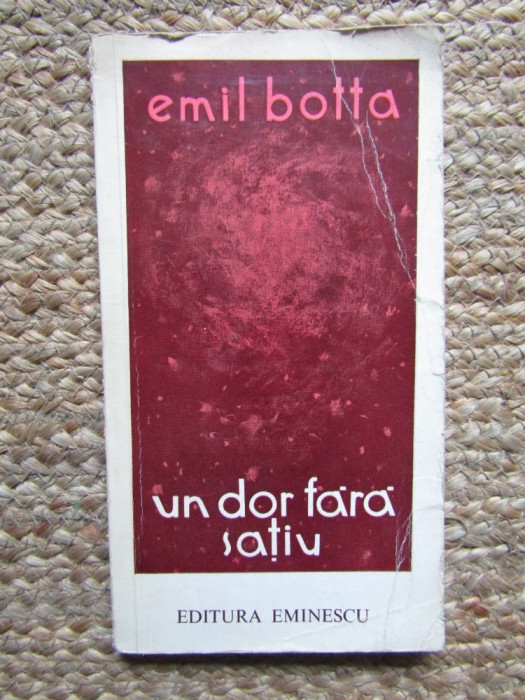 emil botta
un dor fără
sațiu
EDITURA EMINESCU